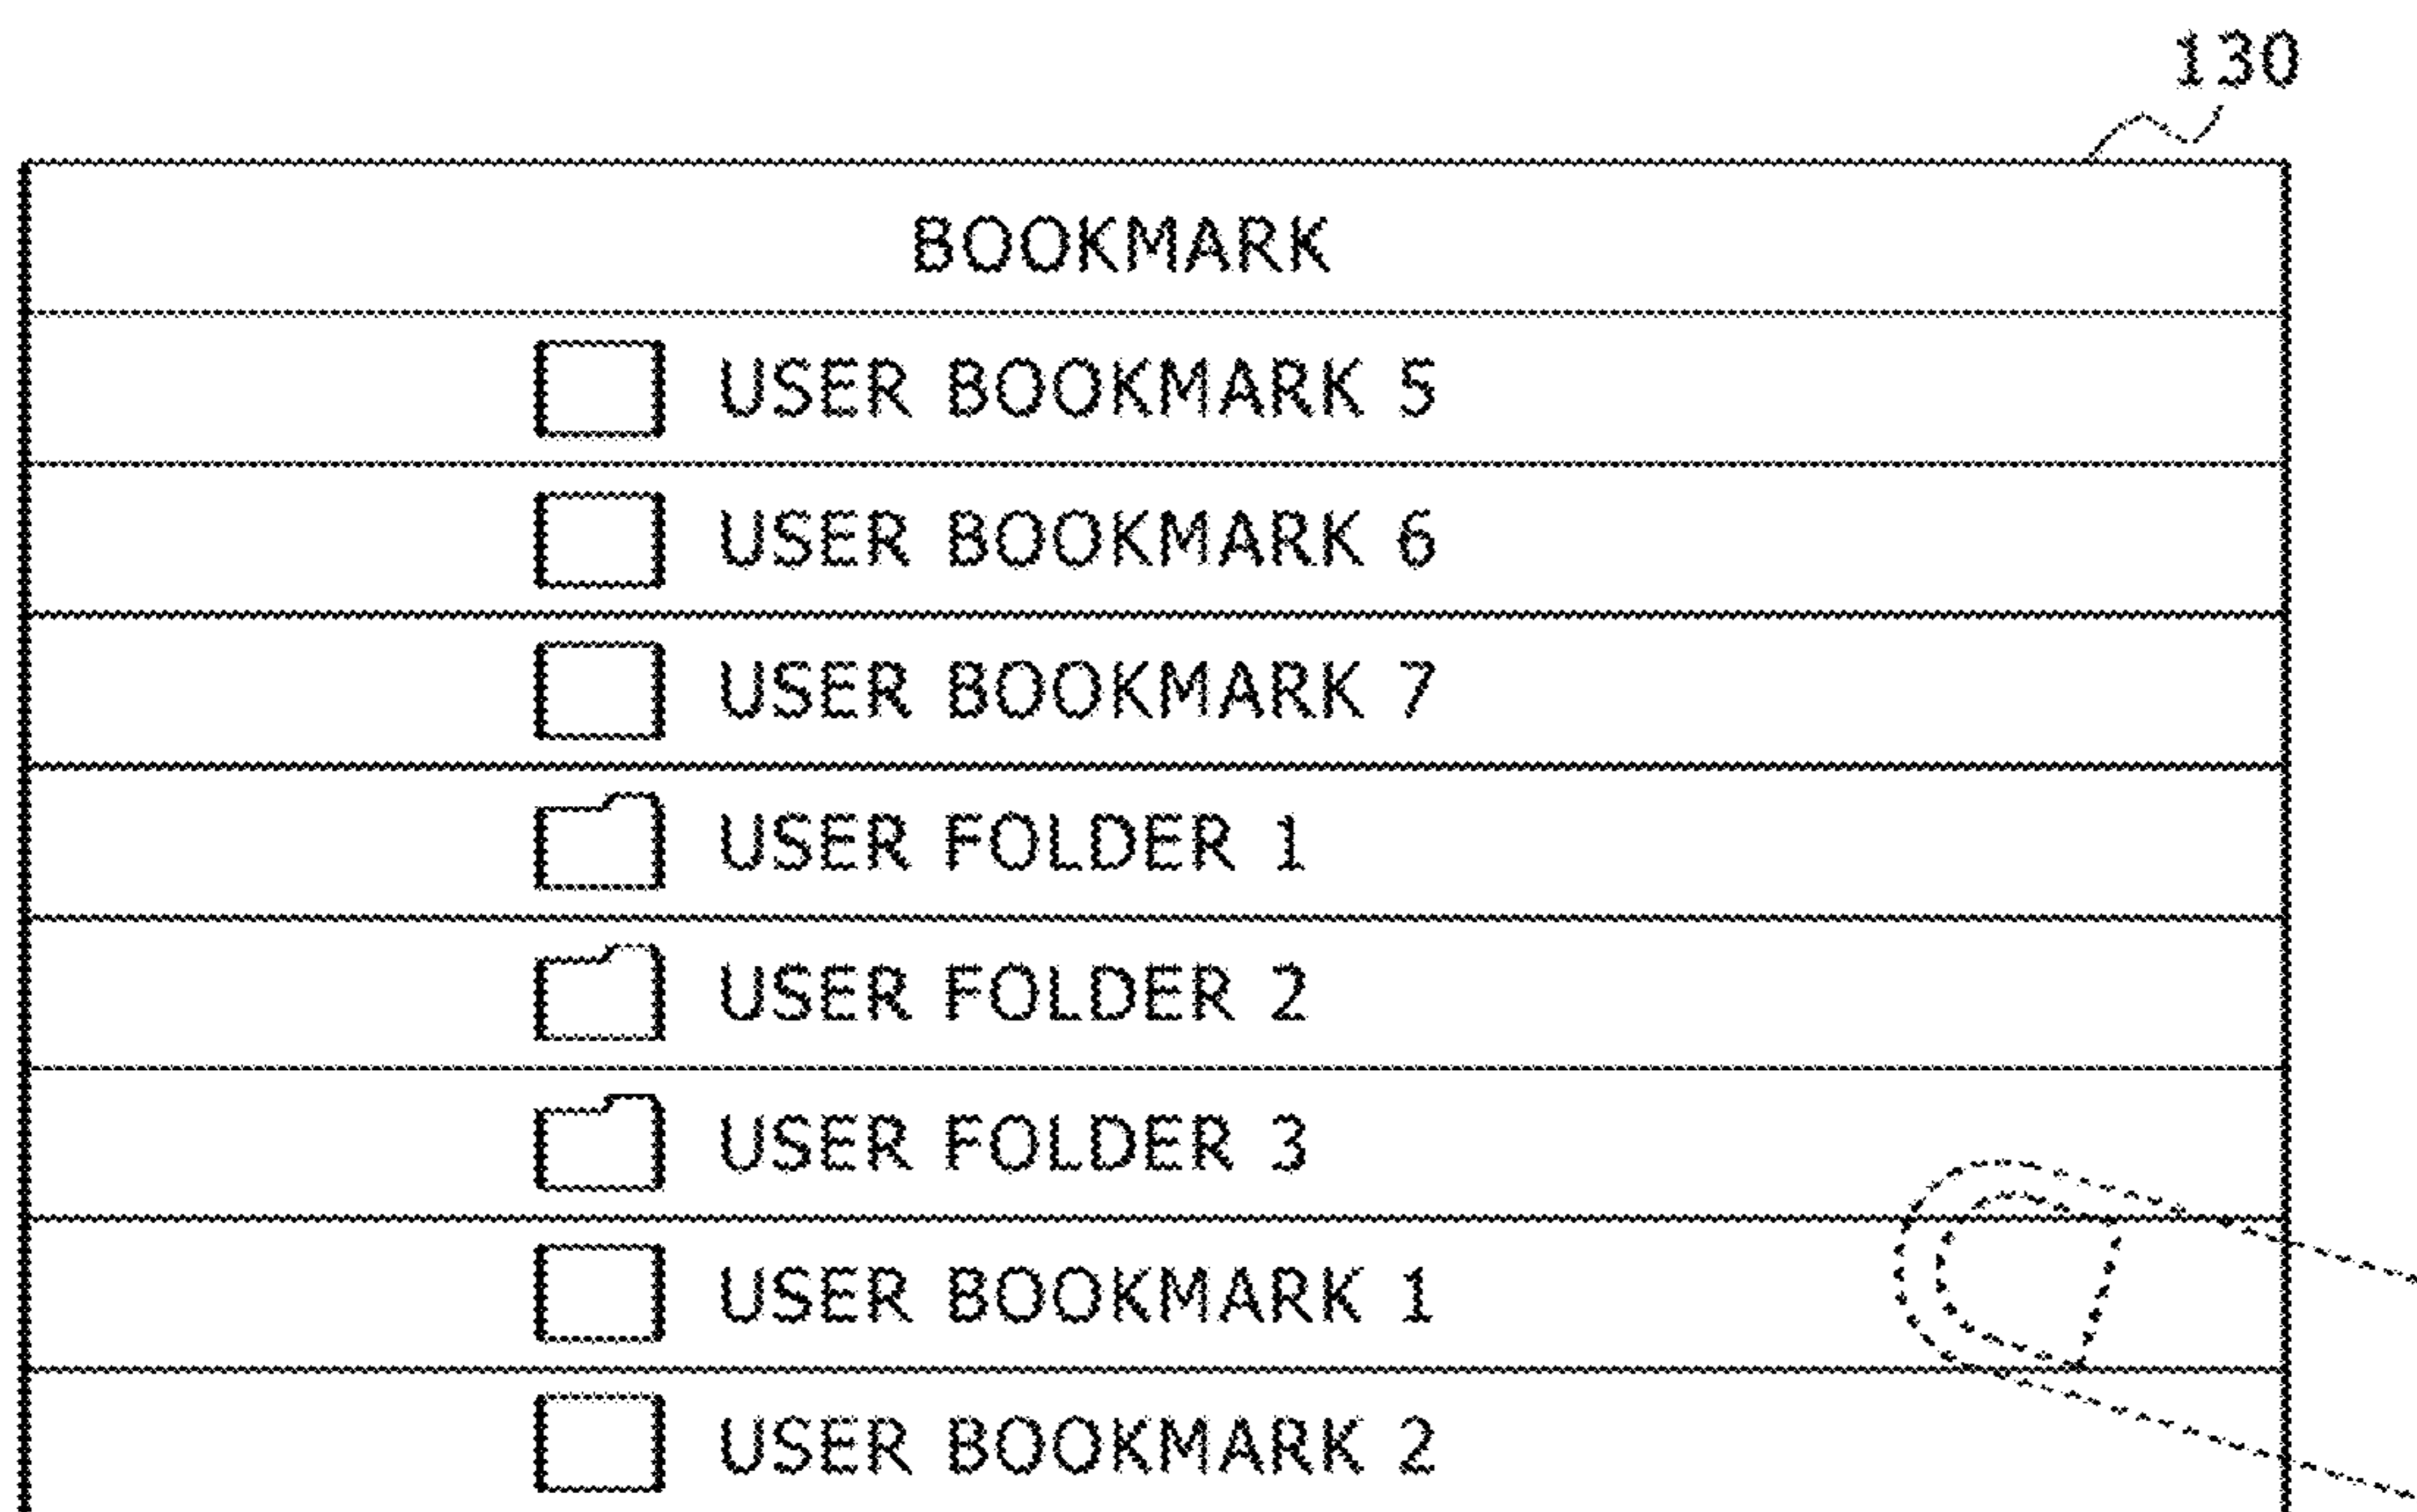 130
BOOKMARK
USER BOOKMARK 5
USER BOOKMARK 6
USER BOOKMARK 7
USER FOLDER 1
USER FOLDER 2
USER FOLDER 3
USER BOOKMARK 1
USER BOOKMARK 2